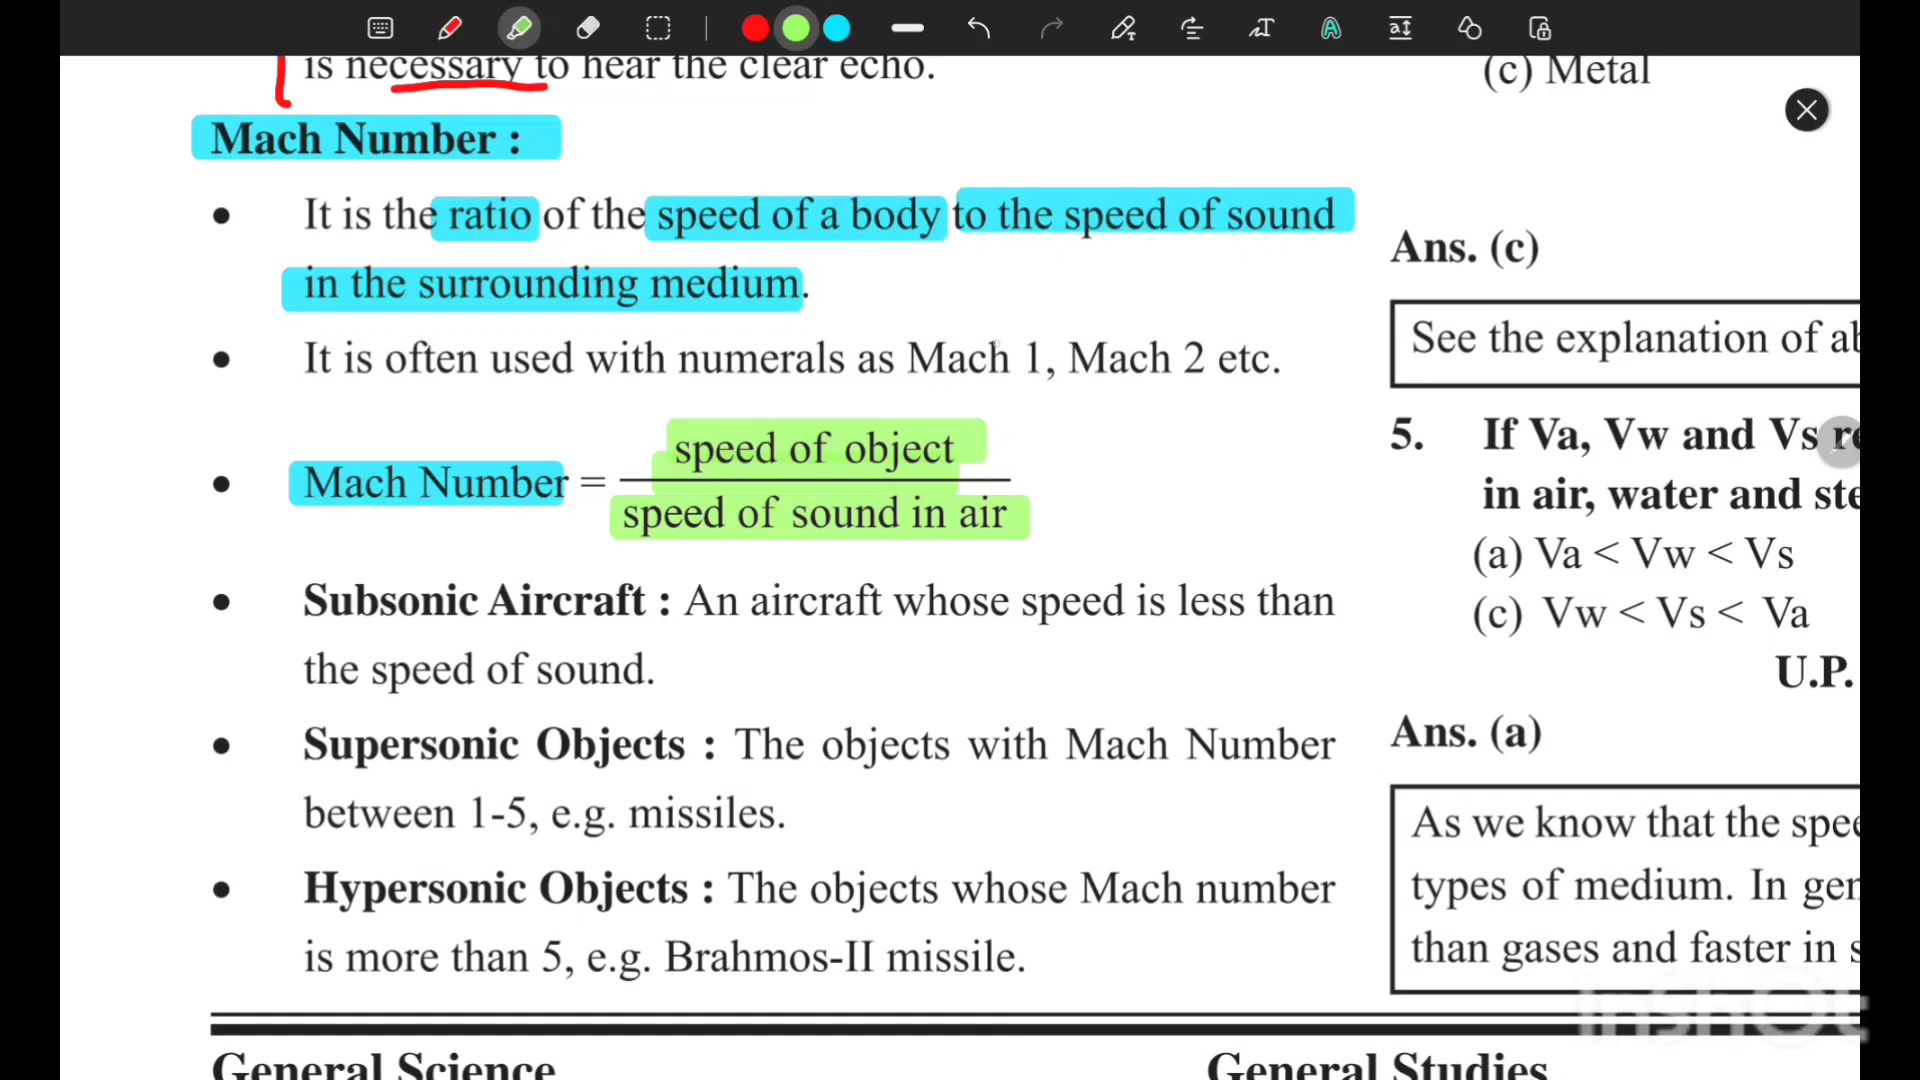 is necessary to hear the clear echo.
Mach Number :
• It is the ratio of the speed of a body to the speed of sound
in the surrounding medium.
• It is often used with numerals as Mach 1, Mach 2 etc.
• Mach Number = speed of object
speed of sound in air
• Subsonic Aircraft : An aircraft whose speed is less than
the speed of sound.
• Supersonic Objects : The objects with Mach Number
between 1-5, e.g. missiles.
• Hypersonic Objects : The objects whose Mach number
is more than 5, e.g. Brahmos-II missile.
General Science
(c) Metal
Ans. (c)
See the explanation of
5. If Va, Vw and Vs
in air, water and
(a) Va < Vw < Vs
(c) Vw < Vs < Va
U.P.
Ans. (a)
As we know that the
types of medium. In
than gases and faster in
General Studies
InShOt